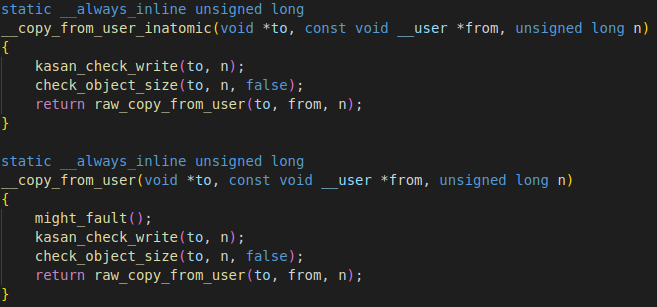 static __always_inline unsigned long
__copy_from_user_inatomic(void *to, const void __user *from, unsigned long n)
{
    kasan_check_write(to, n);
    check_object_size(to, n, false);
    return raw_copy_from_user(to, from, n);
}
static __always_inline unsigned long
__copy_from_user(void *to, const void __user *from, unsigned long n)
{
    might_fault();
    kasan_check_write(to, n);
    check_object_size(to, n, false);
    return raw_copy_from_user(to, from, n);
}